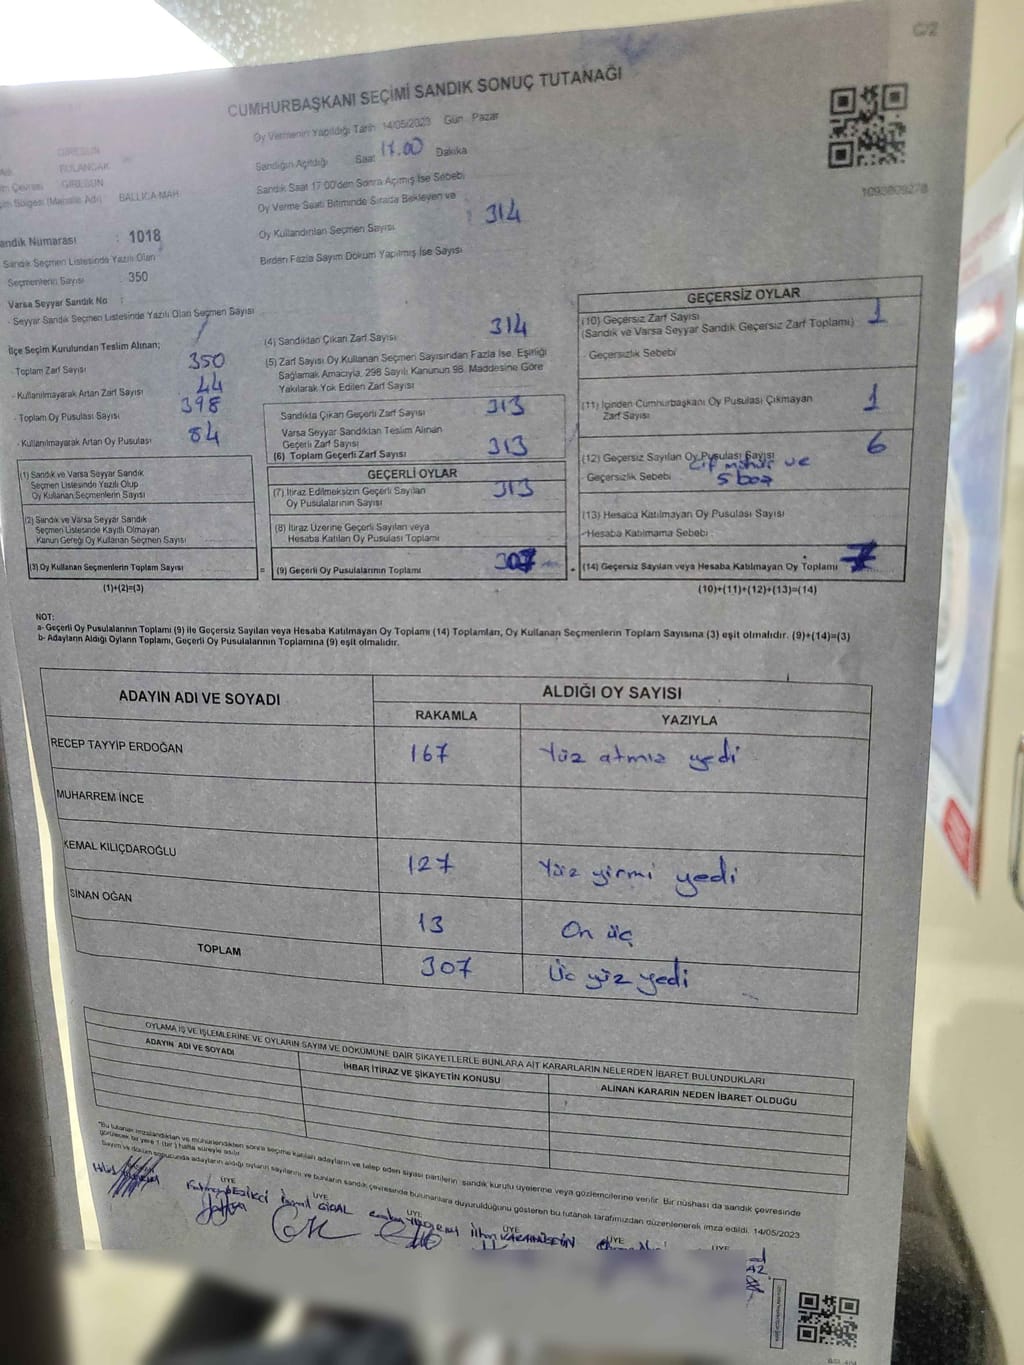 C/2
CUMHURBAŞKANI SEÇİMİ SANDIK SONUÇ TUTANAĞI
GİRESUN
BULANCAK
GİRESUN
Bölgesi (Mahalle Adı) BALLICA MAH.
Sandık Numarası : 1018
Sandık Seçmen Listesinde Yazılı Olan
Seçmenlerin Sayısı : 350
Varsa Seyyar Sandık No :
- Seyyar Sandık Seçmen Listesinde Yazılı Olan Seçmen Sayısı
İlçe Seçim Kurulundan Teslim Alınan;
Toplam Zarf Sayısı 350
- Kullanılmayarak Artan Zarf Sayısı 44
- Toplam Oy Pusulası Sayısı 398
- Kullanılmayarak Artan Oy Pusulası 84
Oy Vermenin Yapıldığı Tarih 14/05/2023 Gün Pazar
Sandığın Açıldığı Saat 17.00 Dakika
Sandık Saat 17:00'den Sonra Açılmış İse Sebebi
Oy Verme Saati Bitiminde Sırada Bekleyen ve
Oy Kullandırılan Seçmen Sayısı : 314
Birden Fazla Sayım Döküm Yapılmış İse Sayısı
1093809278
(4) Sandıktan Çıkan Zarf Sayısı 314
(5) Zarf Sayısı Oy Kullanan Seçmen Sayısından Fazla İse, Eşitliği
Sağlamak Amacıyla, 298 Sayılı Kanunun 98. Maddesine Göre
Yakılarak Yok Edilen Zarf Sayısı
Sandıkta Çıkan Geçerli Zarf Sayısı 313
Varsa Seyyar Sandıktan Teslim Alınan
Geçerli Zarf Sayısı
(6) Toplam Geçerli Zarf Sayısı 313
GEÇERLİ OYLAR
(7) İtiraz Edilmeksizin Geçerli Sayılan
Oy Pusulalarının Sayısı 313
(8) İtiraz Üzerine Geçerli Sayılan veya
Hesaba Katılan Oy Pusulası Toplamı
(9) Geçerli Oy Pusulalarının Toplamı 307
(1) Sandık ve Varsa Seyyar Sandık
Seçmen Listesinde Yazılı Olup
Oy Kullanan Seçmenlerin Sayısı
(2) Sandık ve Varsa Seyyar Sandık
Seçmen Listesinde Kayıtlı Olmayan
Kanun Gereği Oy Kullanan Seçmen Sayısı
(3) Oy Kullanan Seçmenlerin Toplam Sayısı
(1)+(2)=(3)
GEÇERSİZ OYLAR
(10) Geçersiz Zarf Sayısı 1
(Sandık ve Varsa Seyyar Sandık Geçersiz Zarf Toplamı)
Geçersizlik Sebebi
(11) İçinden Cumhurbaşkanı Oy Pusulası Çıkmayan
Zarf Sayısı 1
(12) Geçersiz Sayılan Oy Pusulası Sayısı 6
Geçersizlik Sebebi Çif mühür ve
5 boş
(13) Hesaba Katılmayan Oy Pusulası Sayısı
Hesaba Katılmama Sebebi :
(14) Geçersiz Sayılan veya Hesaba Katılmayan Oy Toplamı 7
(10)+(11)+(12)+(13)=(14)
NOT:
a- Geçerli Oy Pusulalarının Toplamı (9) ile Geçersiz Sayılan veya Hesaba Katılmayan Oy Toplamı (14) Toplamları, Oy Kullanan Seçmenlerin Toplam Sayısına (3) eşit olmalıdır. (9)+(14)=(3)
b- Adayların Aldığı Oyların Toplamı, Geçerli Oy Pusulalarının Toplamına (9) eşit olmalıdır.
ADAYIN ADI VE SOYADI ALDIĞI OY SAYISI
RAKAMLA YAZIYLA
RECEP TAYYİP ERDOĞAN 167 Yüz atmız yedi
MUHARREM İNCE
KEMAL KILIÇDAROĞLU 127 Yüz yirmi yedi
SİNAN OĞAN 13 On üç
TOPLAM 307 Üc yüz yedi
OYLAMA İŞ VE İŞLEMLERİNE VE OYLARIN SAYIM VE DÖKÜMÜNE DAİR ŞİKAYETLERLE BUNLARA AİT KARARLARIN NELERDEN İBARET BULUNDUKLARI
ADAYIN ADI VE SOYADI İHBAR İTİRAZ VE ŞİKAYETİN KONUSU ALINAN KARARIN NEDEN İBARET OLDUĞU
"Bu tutanak imzalandıktan ve mühürlendikten sonra seçime katılan adayların ve talep eden siyasi partilerin sandık kurulu üyelerine veya gözlemcilerine verilir. Bir nüshası da sandık çevresinde
görülecek bir yere 1 (bir) hafta süreyle asılır.
Sayım ve döküm sonucunda adayların aldığı oyların sayılarını ve bunların sandık çevresinde bulunanlara duyurulduğunu gösteren bu tutanak tarafımızdan düzenlenerek imza edildi. 14/05/2023
ÜYE ÜYE ÜYE ÜYE ÜYE ÜYE
İlhan KARAHÜSEYİN